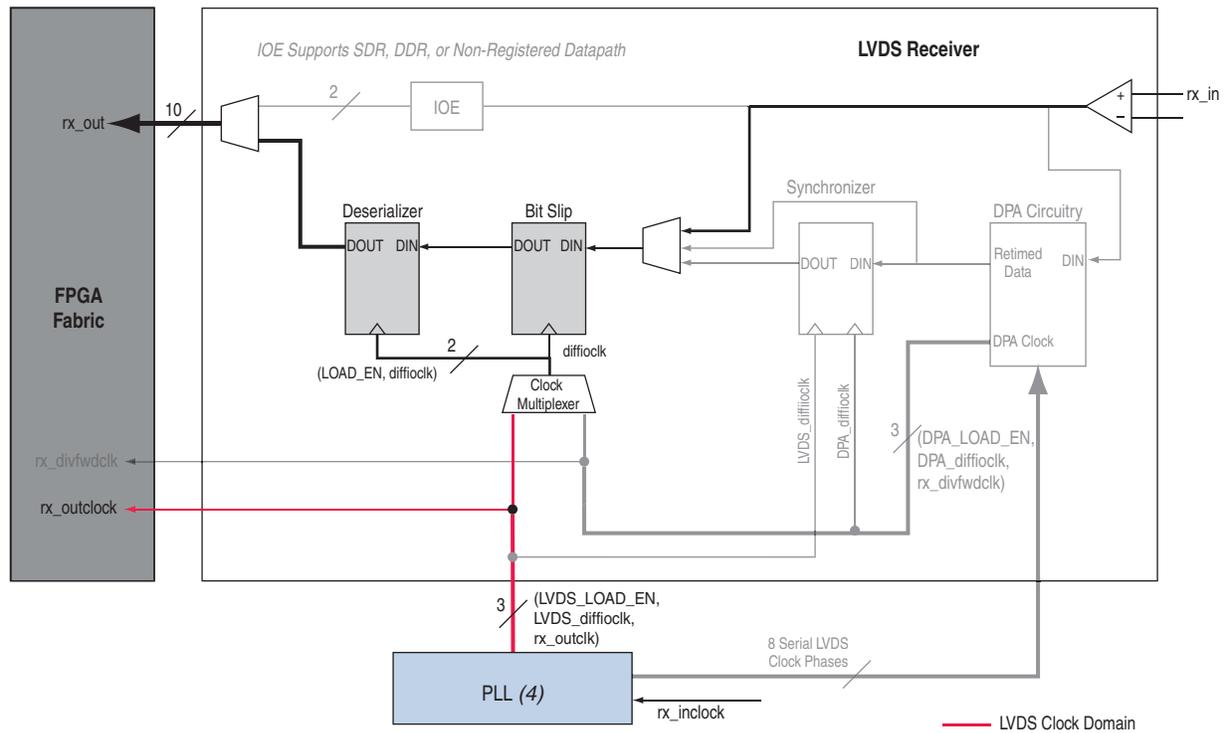 IOE Supports SDR, DDR, or Non-Registered Datapath
LVDS Receiver
2
IOE
+
−
rx_in
10
rx_out
Synchronizer
Deserializer
Bit Slip
DPA Circuitry
DOUT DIN
DOUT DIN
DOUT DIN
Retimed
Data
DIN
FPGA
Fabric
DPA Clock
2
diffioclk
(LOAD_EN, diffioclk)
Clock
Multiplexer
LVDS_diffiioclk
DPA_diffioclk
3
(DPA_LOAD_EN,
DPA_diffioclk,
rx_divfwdclk)
rx_divfwdclk
rx_outclock
3
(LVDS_LOAD_EN,
LVDS_diffioclk,
rx_outclk)
8 Serial LVDS
Clock Phases
PLL (4)
rx_inclock
LVDS Clock Domain